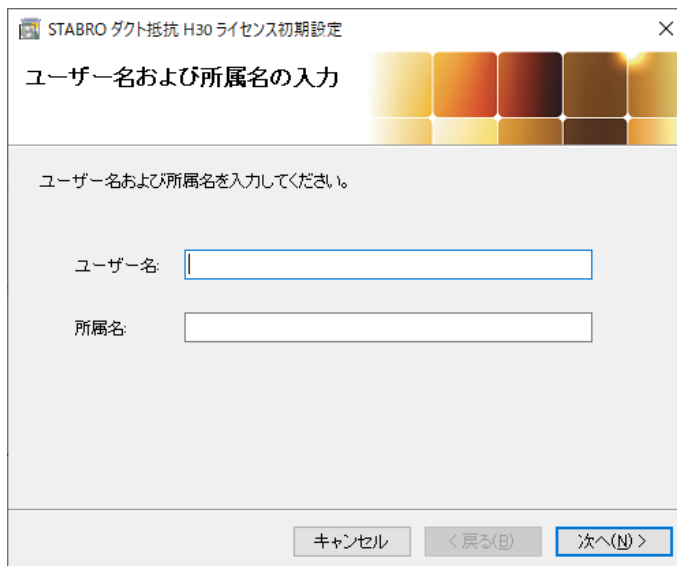 STABRO ダクト抵抗 H30 ライセンス初期設定
ユーザー名および所属名の入力
ユーザー名および所属名を入力してください。
ユーザー名:
所属名:
キャンセル < 戻る(B) 次へ(N) >